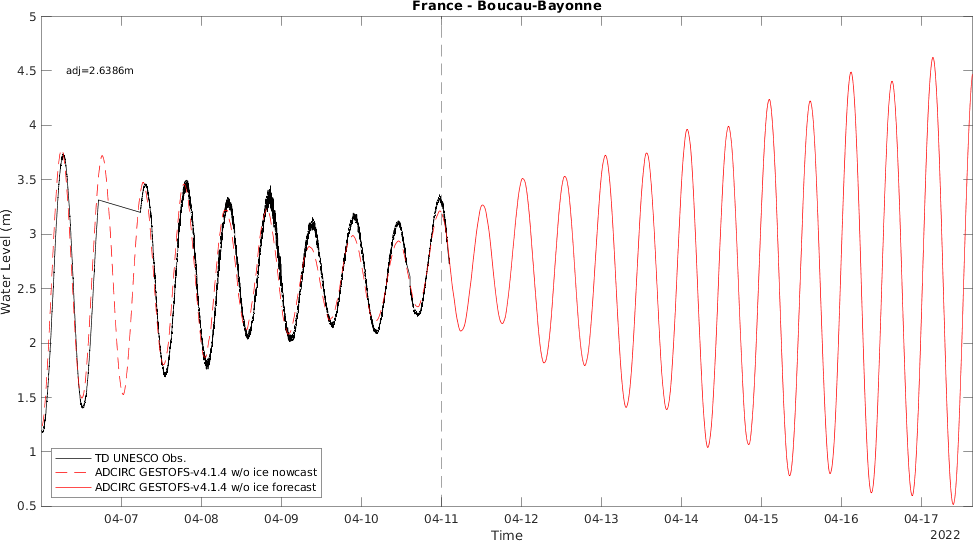 France - Boucau-Bayonne
5
4.5
4
3.5
3
2.5
2
1.5
1
0.5
Water Level (m)
adj=2.6386m
TD UNESCO Obs.
ADCIRC GESTOFS-v4.1.4 w/o ice nowcast
ADCIRC GESTOFS-v4.1.4 w/o ice forecast
04-07 04-08 04-09 04-10 04-11 04-12 04-13 04-14 04-15 04-16 04-17
Time
2022